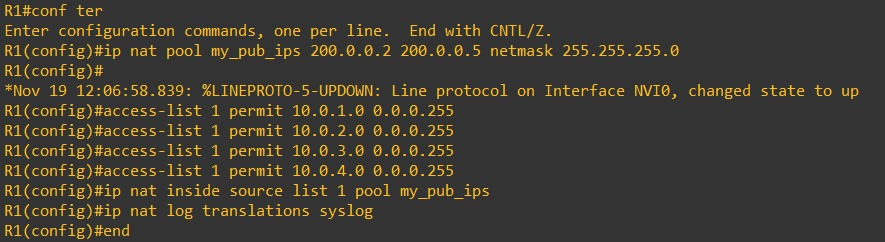 R1#conf ter
Enter configuration commands, one per line.  End with CNTL/Z.
R1(config)#ip nat pool my_pub_ips 200.0.0.2 200.0.0.5 netmask 255.255.255.0
R1(config)#
*Nov 19 12:06:58.839: %LINEPROTO-5-UPDOWN: Line protocol on Interface NVI0, changed state to up
R1(config)#access-list 1 permit 10.0.1.0 0.0.0.255
R1(config)#access-list 1 permit 10.0.2.0 0.0.0.255
R1(config)#access-list 1 permit 10.0.3.0 0.0.0.255
R1(config)#access-list 1 permit 10.0.4.0 0.0.0.255
R1(config)#ip nat inside source list 1 pool my_pub_ips
R1(config)#ip nat log translations syslog
R1(config)#end